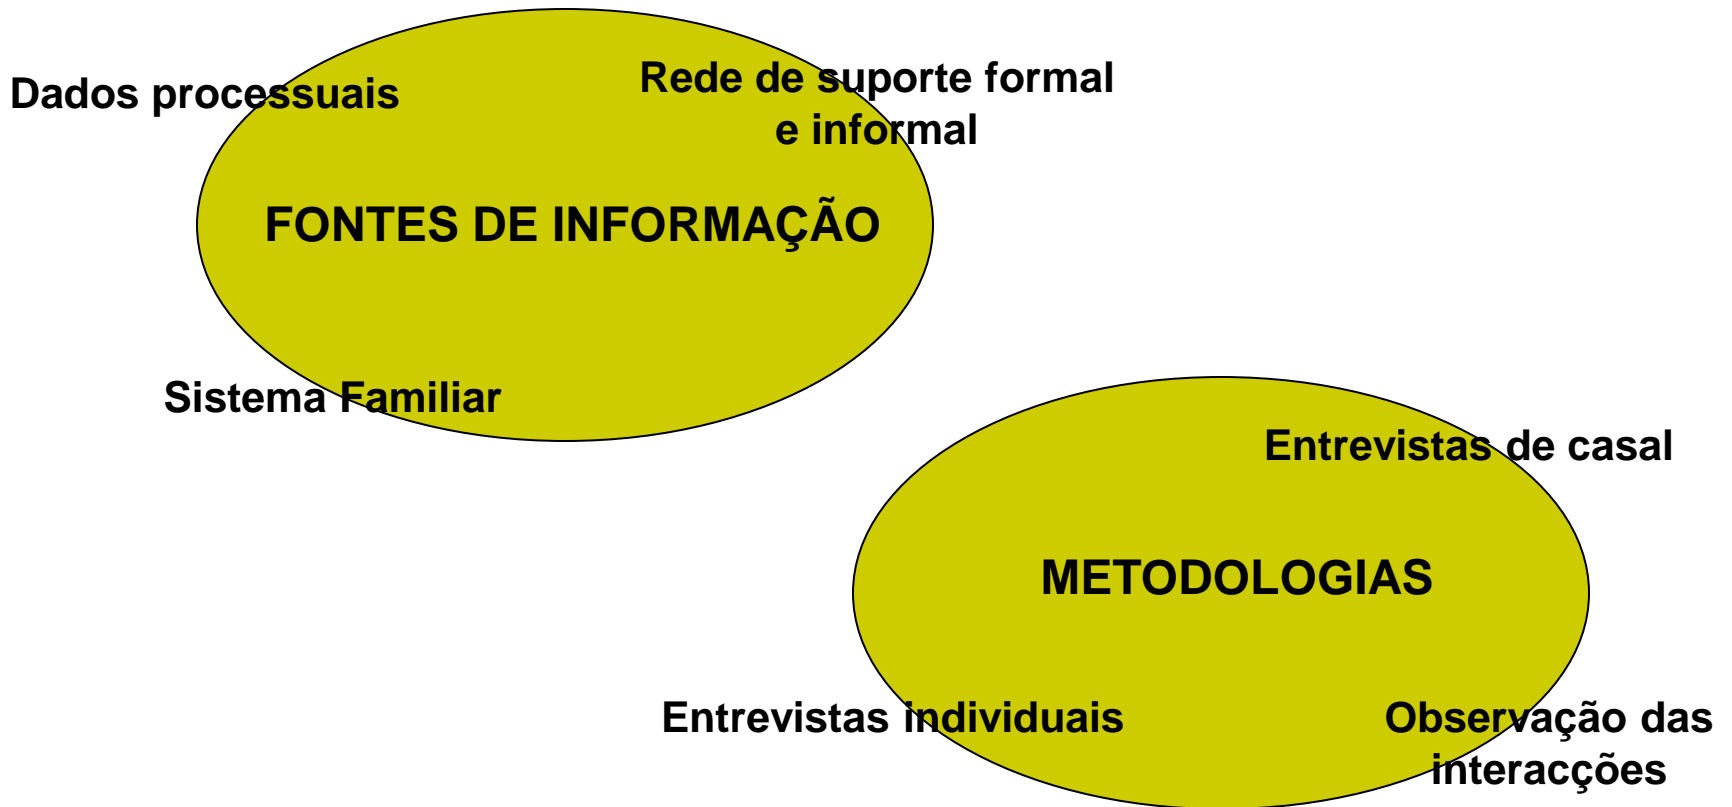 Dados processuais
Rede de suporte formal
e informal
FONTES DE INFORMAÇÃO
Sistema Familiar
Entrevistas de casal
METODOLOGIAS
Entrevistas individuais
Observação das
interacções